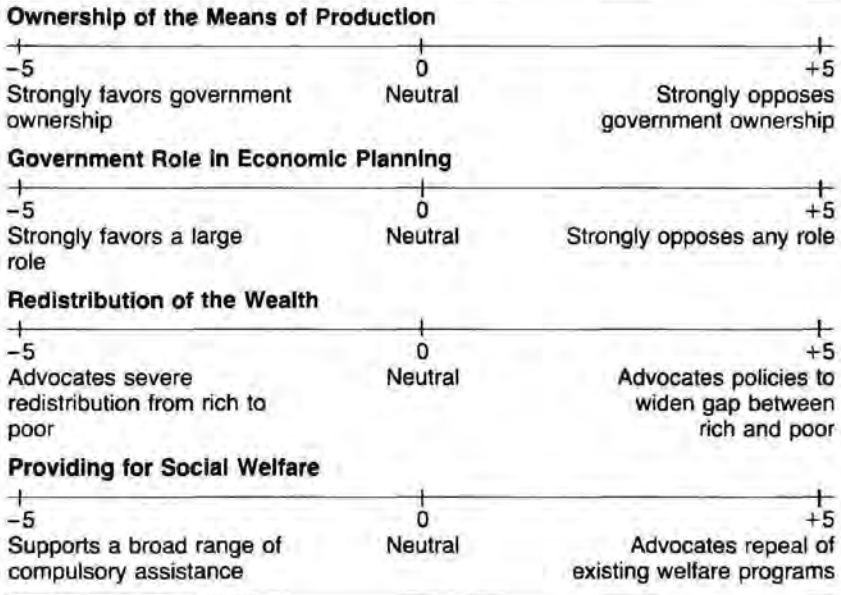 Ownership of the Means of Production
-5 0 +5
Strongly favors government Neutral Strongly opposes
ownership government ownership
Government Role in Economic Planning
-5 0 +5
Strongly favors a large Neutral Strongly opposes any role
role
Redistribution of the Wealth
-5 0 +5
Advocates severe Neutral Advocates policies to
redistribution from rich to widen gap between
poor rich and poor
Providing for Social Welfare
-5 0 +5
Supports a broad range of Neutral Advocates repeal of
compulsory assistance existing welfare programs